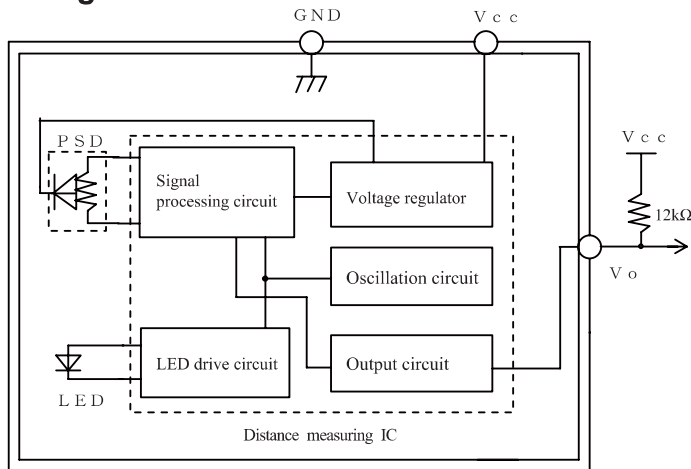 GND
Vcc
PSD
Signal
processing circuit
Voltage regulator
Vcc
12kΩ
Oscillation circuit
Vo
LED drive circuit
Output circuit
LED
Distance measuring IC